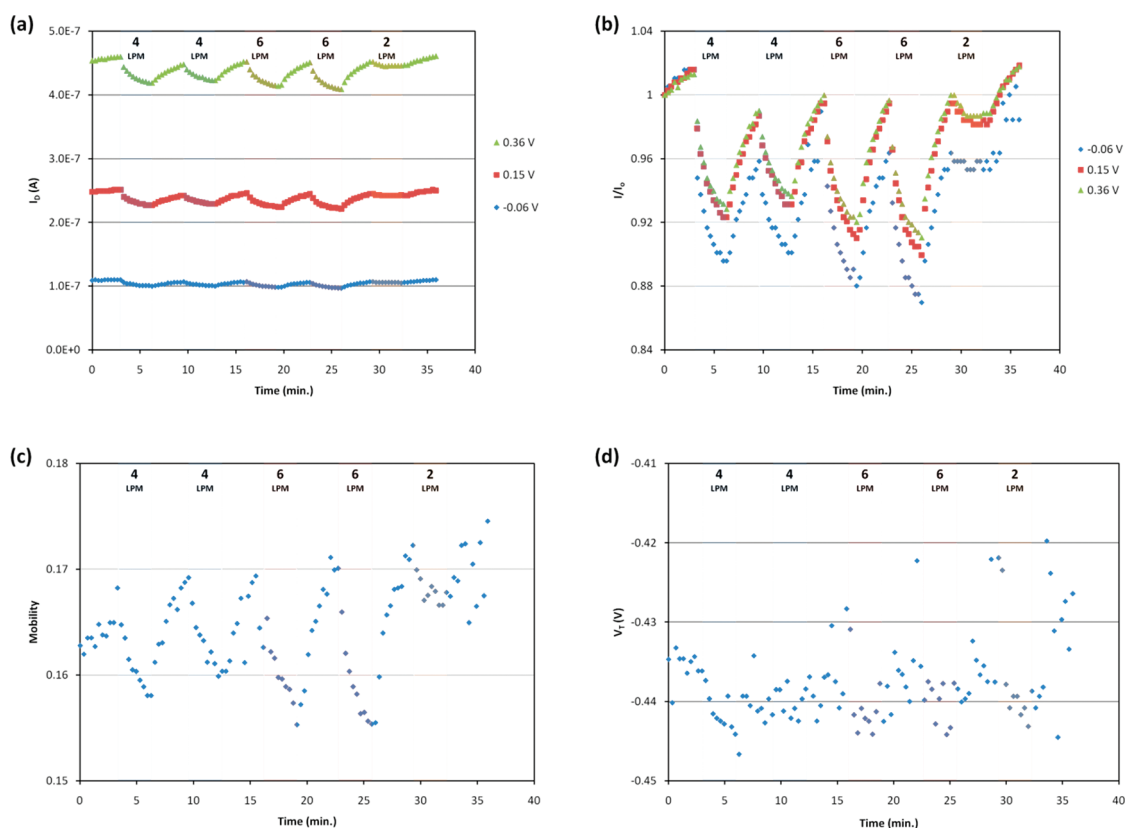 (a)
5.0E-7
4.0E-7
3.0E-7
2.0E-7
1.0E-7
0.0E+0
I_D (A)
4 4 6 6 2
LPM LPM LPM LPM LPM
0.36 V
0.15 V
-0.06 V
0 5 10 15 20 25 30 35 40
Time (min.)
(b)
1.04
1
0.96
0.92
0.88
0.84
I/I_o
4 4 6 6 2
LPM LPM LPM LPM LPM
-0.06 V
0.15 V
0.36 V
0 5 10 15 20 25 30 35 40
Time (min.)
(c)
0.18
0.17
0.16
0.15
Mobility
4 4 6 6 2
LPM LPM LPM LPM LPM
0 5 10 15 20 25 30 35 40
Time (min.)
(d)
-0.41
-0.42
-0.43
-0.44
-0.45
V_T (V)
4 4 6 6 2
LPM LPM LPM LPM LPM
0 5 10 15 20 25 30 35 40
Time (min.)